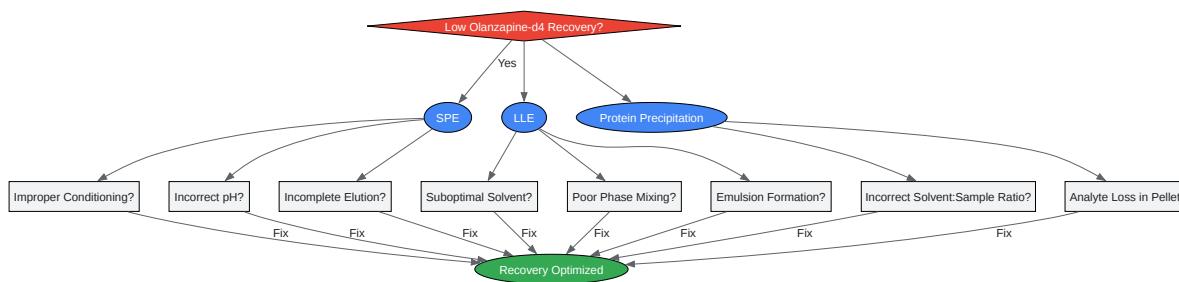 Low Olanzapine-d4 Recovery?
Yes
SPE
LLE
Protein Precipitation
Improper Conditioning?
Incorrect pH?
Incomplete Elution?
Suboptimal Solvent?
Poor Phase Mixing?
Emulsion Formation?
Incorrect Solvent:Sample Ratio?
Analyte Loss in Pellet
Fix
Fix
Fix
Fix
Fix
Fix
Fix
Fix
Recovery Optimized